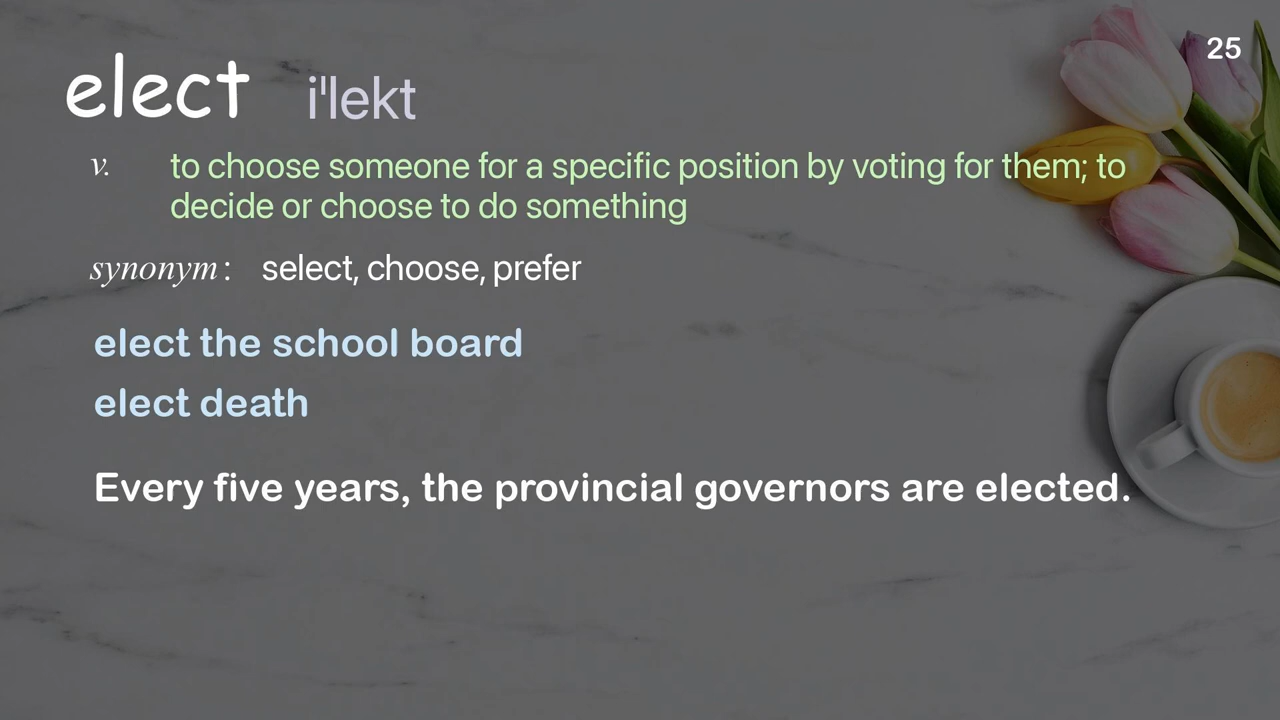 25
elect iˈlekt
v. to choose someone for a specific position by voting for them; to
decide or choose to do something
synonym: select, choose, prefer
elect the school board
elect death
Every five years, the provincial governors are elected.